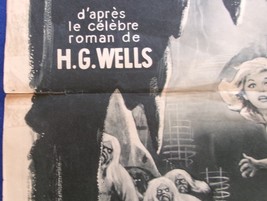 d'après
le célèbre
roman de
H.G. WELLS